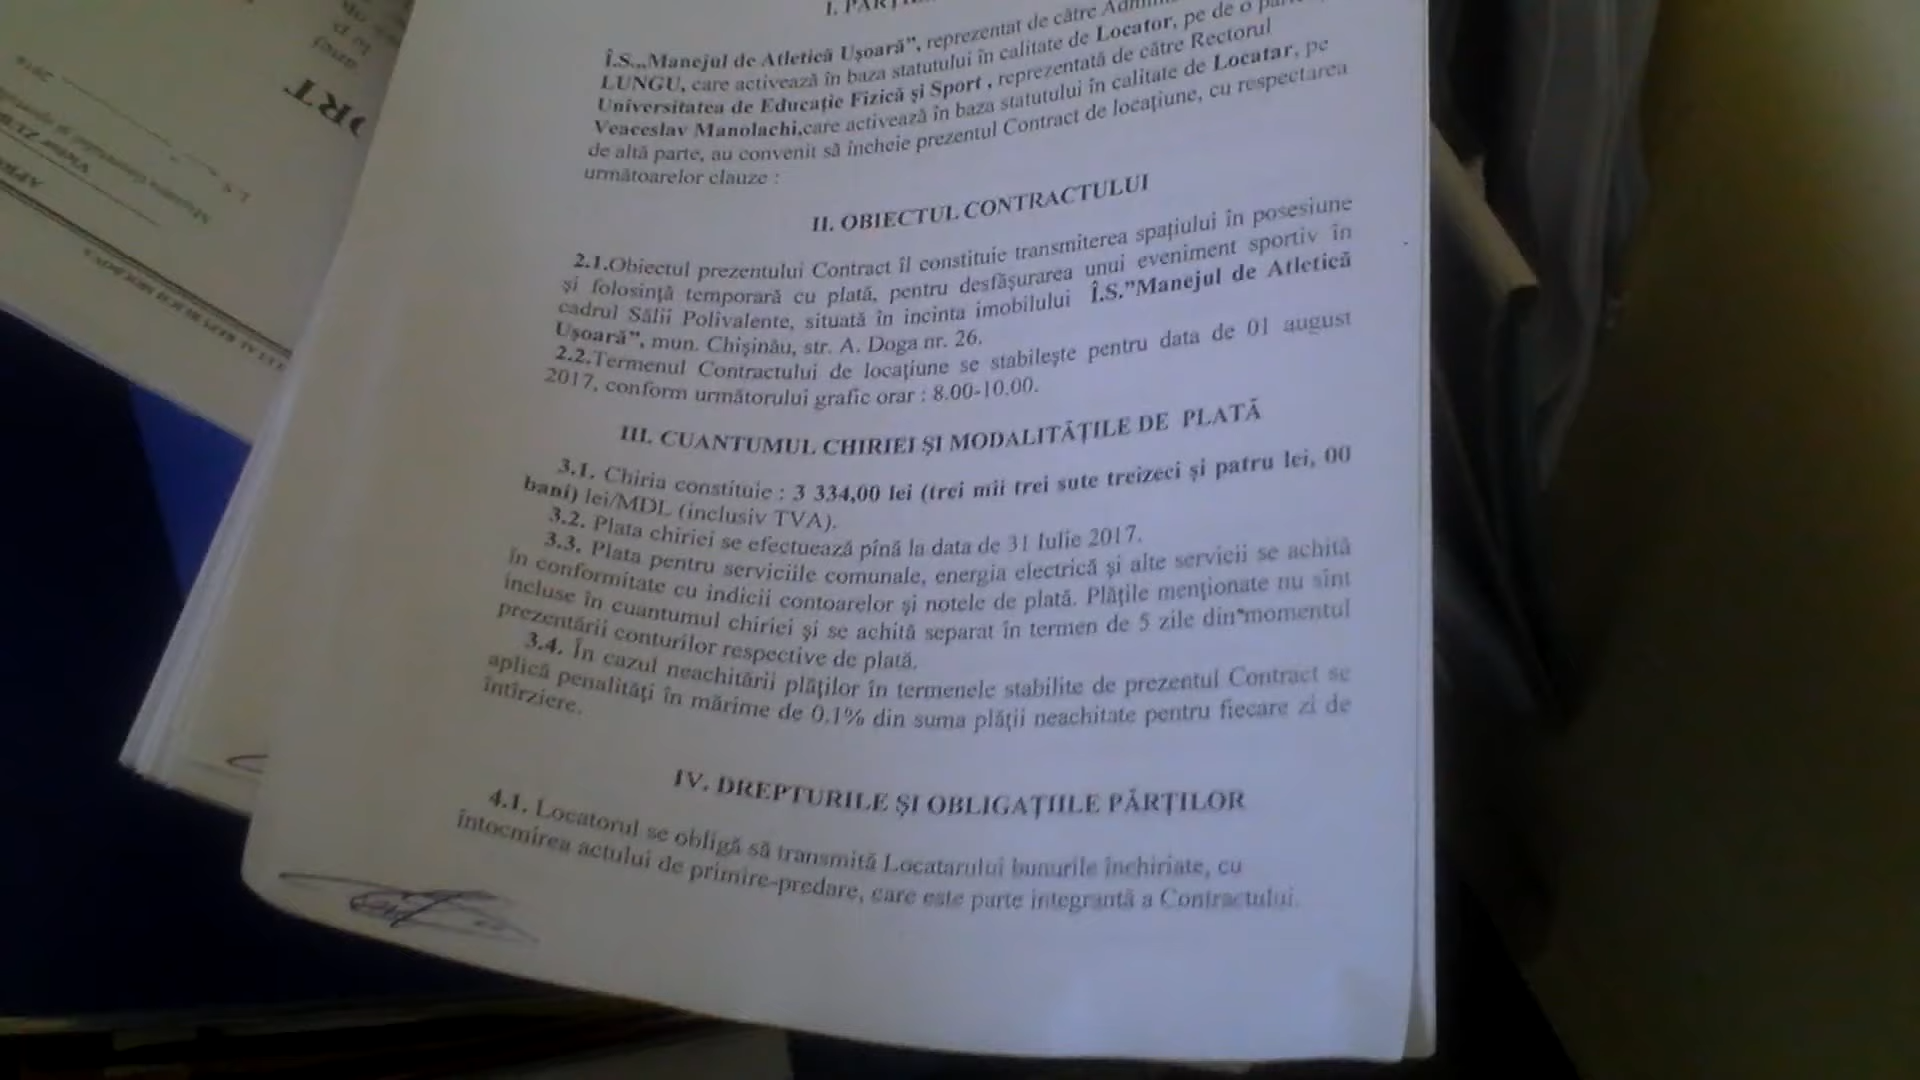 I.
Î.S.„Manejul de Atletică Uşoară”, reprezentat de către
LUNGU, care activează în baza statutului în calitate de Locator, pe de o
Universitatea de Educaţie Fizică şi Sport , reprezentată de către Rectorul
Veaceslav Manolachi,care activează în baza statutului în calitate de Locatar, pe
de altă parte, au convenit să încheie prezentul Contract de locaţiune, cu respectarea
următoarelor clauze :
II. OBIECTUL CONTRACTULUI
2.1.Obiectul prezentului Contract îl constituie transmiterea spaţiului în posesiune
şi folosinţă temporară cu plată, pentru desfăşurarea unui eveniment sportiv în
cadrul Sălii Polivalente, situată în incinta imobilului Î.S.”Manejul de Atletică
Uşoară”, mun. Chişinău, str. A. Doga nr. 26.
2.2.Termenul Contractului de locaţiune se stabileşte pentru data de 01 august
2017, conform următorului grafic orar : 8.00-10.00.
III. CUANTUMUL CHIRIEI ŞI MODALITĂŢILE DE PLATĂ
3.1. Chiria constituie : 3 334,00 lei (trei mii trei sute treizeci şi patru lei, 00
bani) lei/MDL (inclusiv TVA).
3.2. Plata chiriei se efectuează pînă la data de 31 Iulie 2017.
3.3. Plata pentru serviciile comunale, energia electrică şi alte servicii se achită
în conformitate cu indicii contoarelor şi notele de plată. Plăţile menţionate nu sînt
incluse în cuantumul chiriei şi se achită separat în termen de 5 zile din momentul
prezentării conturilor respective de plată.
3.4. În cazul neachitării plăţilor în termenele stabilite de prezentul Contract se
aplică penalităţi în mărime de 0,1% din suma plăţii neachitate pentru fiecare zi de
întîrziere.
IV. DREPTURILE ŞI OBLIGAŢIILE PĂRŢILOR
4.1. Locatorul se obligă să transmită Locatarului bunurile închiriate, cu
întocmirea actului de primire-predare, care este parte integrantă a Contractului.